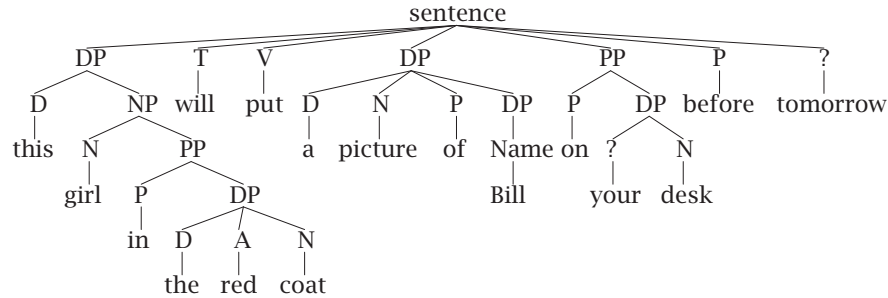 sentence
DP T V DP PP P ?
D NP will put D N P DP P DP before tomorrow
this N PP a picture of Name on ? N
girl P DP Bill your desk
in D A N
the red coat